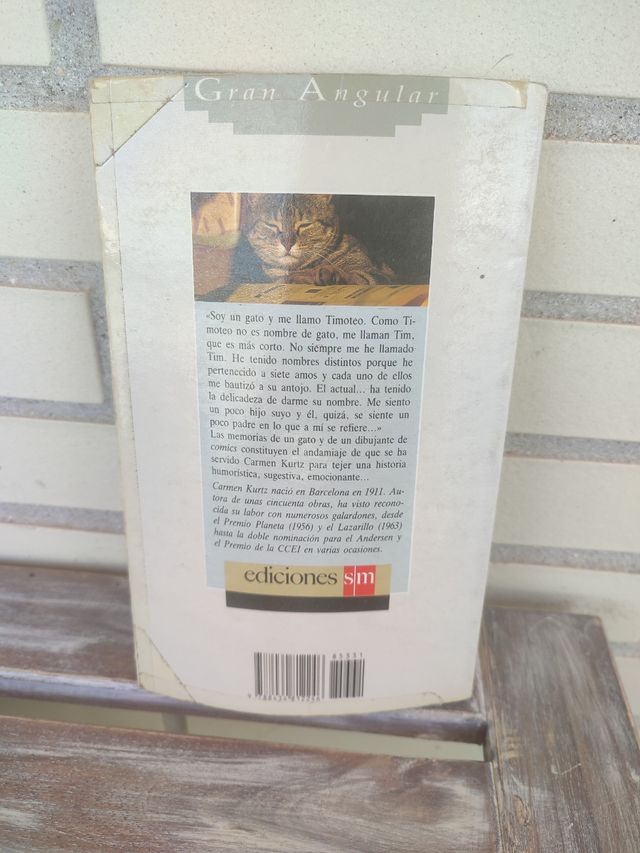 Gran Angular
«Soy un gato y me llamo Timoteo. Como Ti-
moteo no es nombre de gato, me llaman Tim,
que es más corto. No siempre me he llamado
Tim. He tenido nombres distintos porque he
pertenecido a siete amos y cada uno de ellos
me bautizó a su antojo. El actual... ha tenido
la delicadeza de darme su nombre. Me siento
un poco hijo suyo y él, quizá, se siente un
poco padre en lo que a mí se refiere...»
Las memorias de un gato y de un dibujante de
comics constituyen el andamiaje de que se ha
servido Carmen Kurtz para tejer una historia
humorística, sugestiva, emocionante...
Carmen Kurtz nació en Barcelona en 1911. Au-
tora de unas cincuenta obras, ha visto recono-
cida su labor con numerosos galardones, desde
el Premio Planeta (1956) y el Lazarillo (1963)
hasta la doble nominación para el Andersen y
el Premio de la CCEI en varias ocasiones.
ediciones sm
85331